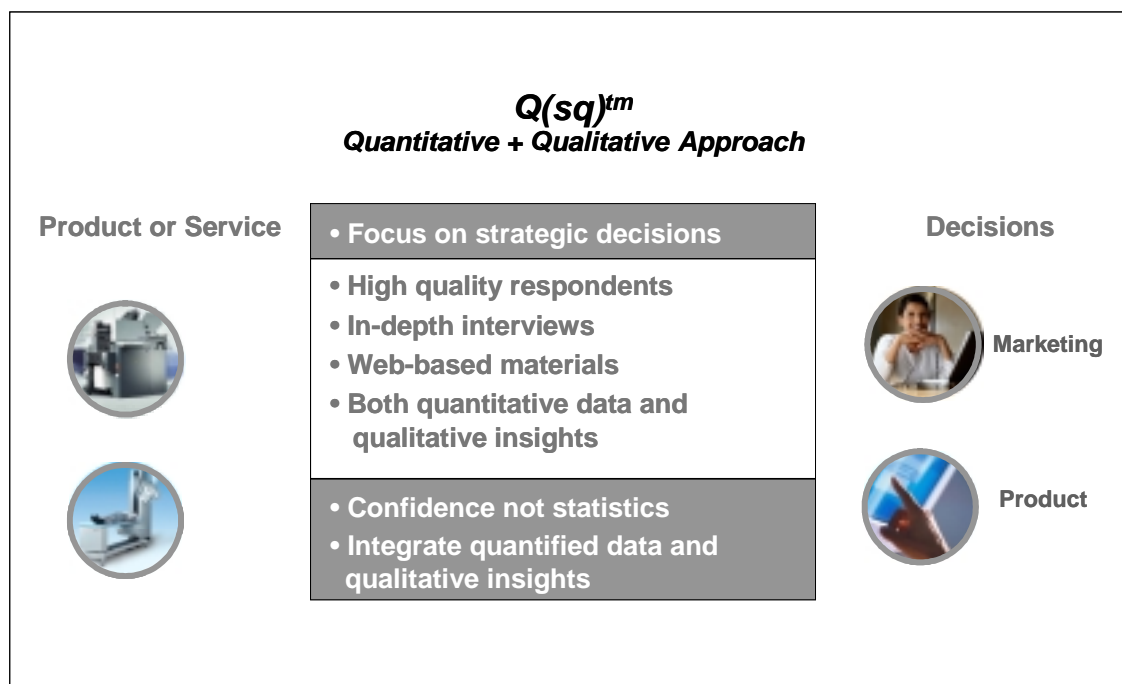 Q(sq)tm
Quantitative + Qualitative Approach
Product or Service
• Focus on strategic decisions
• High quality respondents
• In-depth interviews
• Web-based materials
• Both quantitative data and
qualitative insights
• Confidence not statistics
• Integrate quantified data and
qualitative insights
Decisions
Marketing
Product